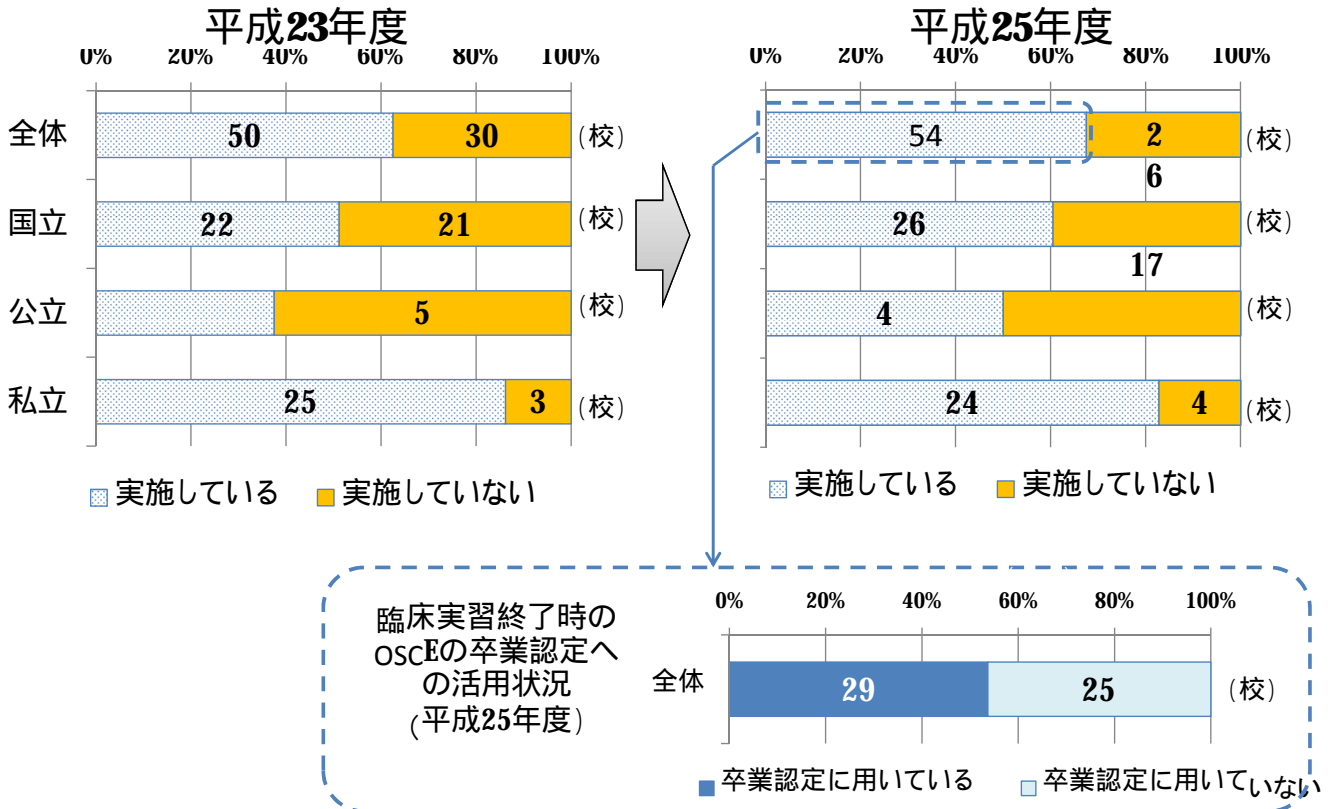 平成23年度
0% 20% 40% 60% 80% 100%
全体 50 30 (校)
国立 22 21 (校)
公立 5 (校)
私立 25 3 (校)
実施している 実施していない
平成25年度
0% 20% 40% 60% 80% 100%
54 2 (校)
6
26 (校)
17
4 (校)
24 4 (校)
実施している 実施していない
臨床実習終了時の
OSCEの卒業認定へ
の活用状況
(平成25年度)
0% 20% 40% 60% 80% 100%
全体 29 25 (校)
卒業認定に用いている 卒業認定に用いていない